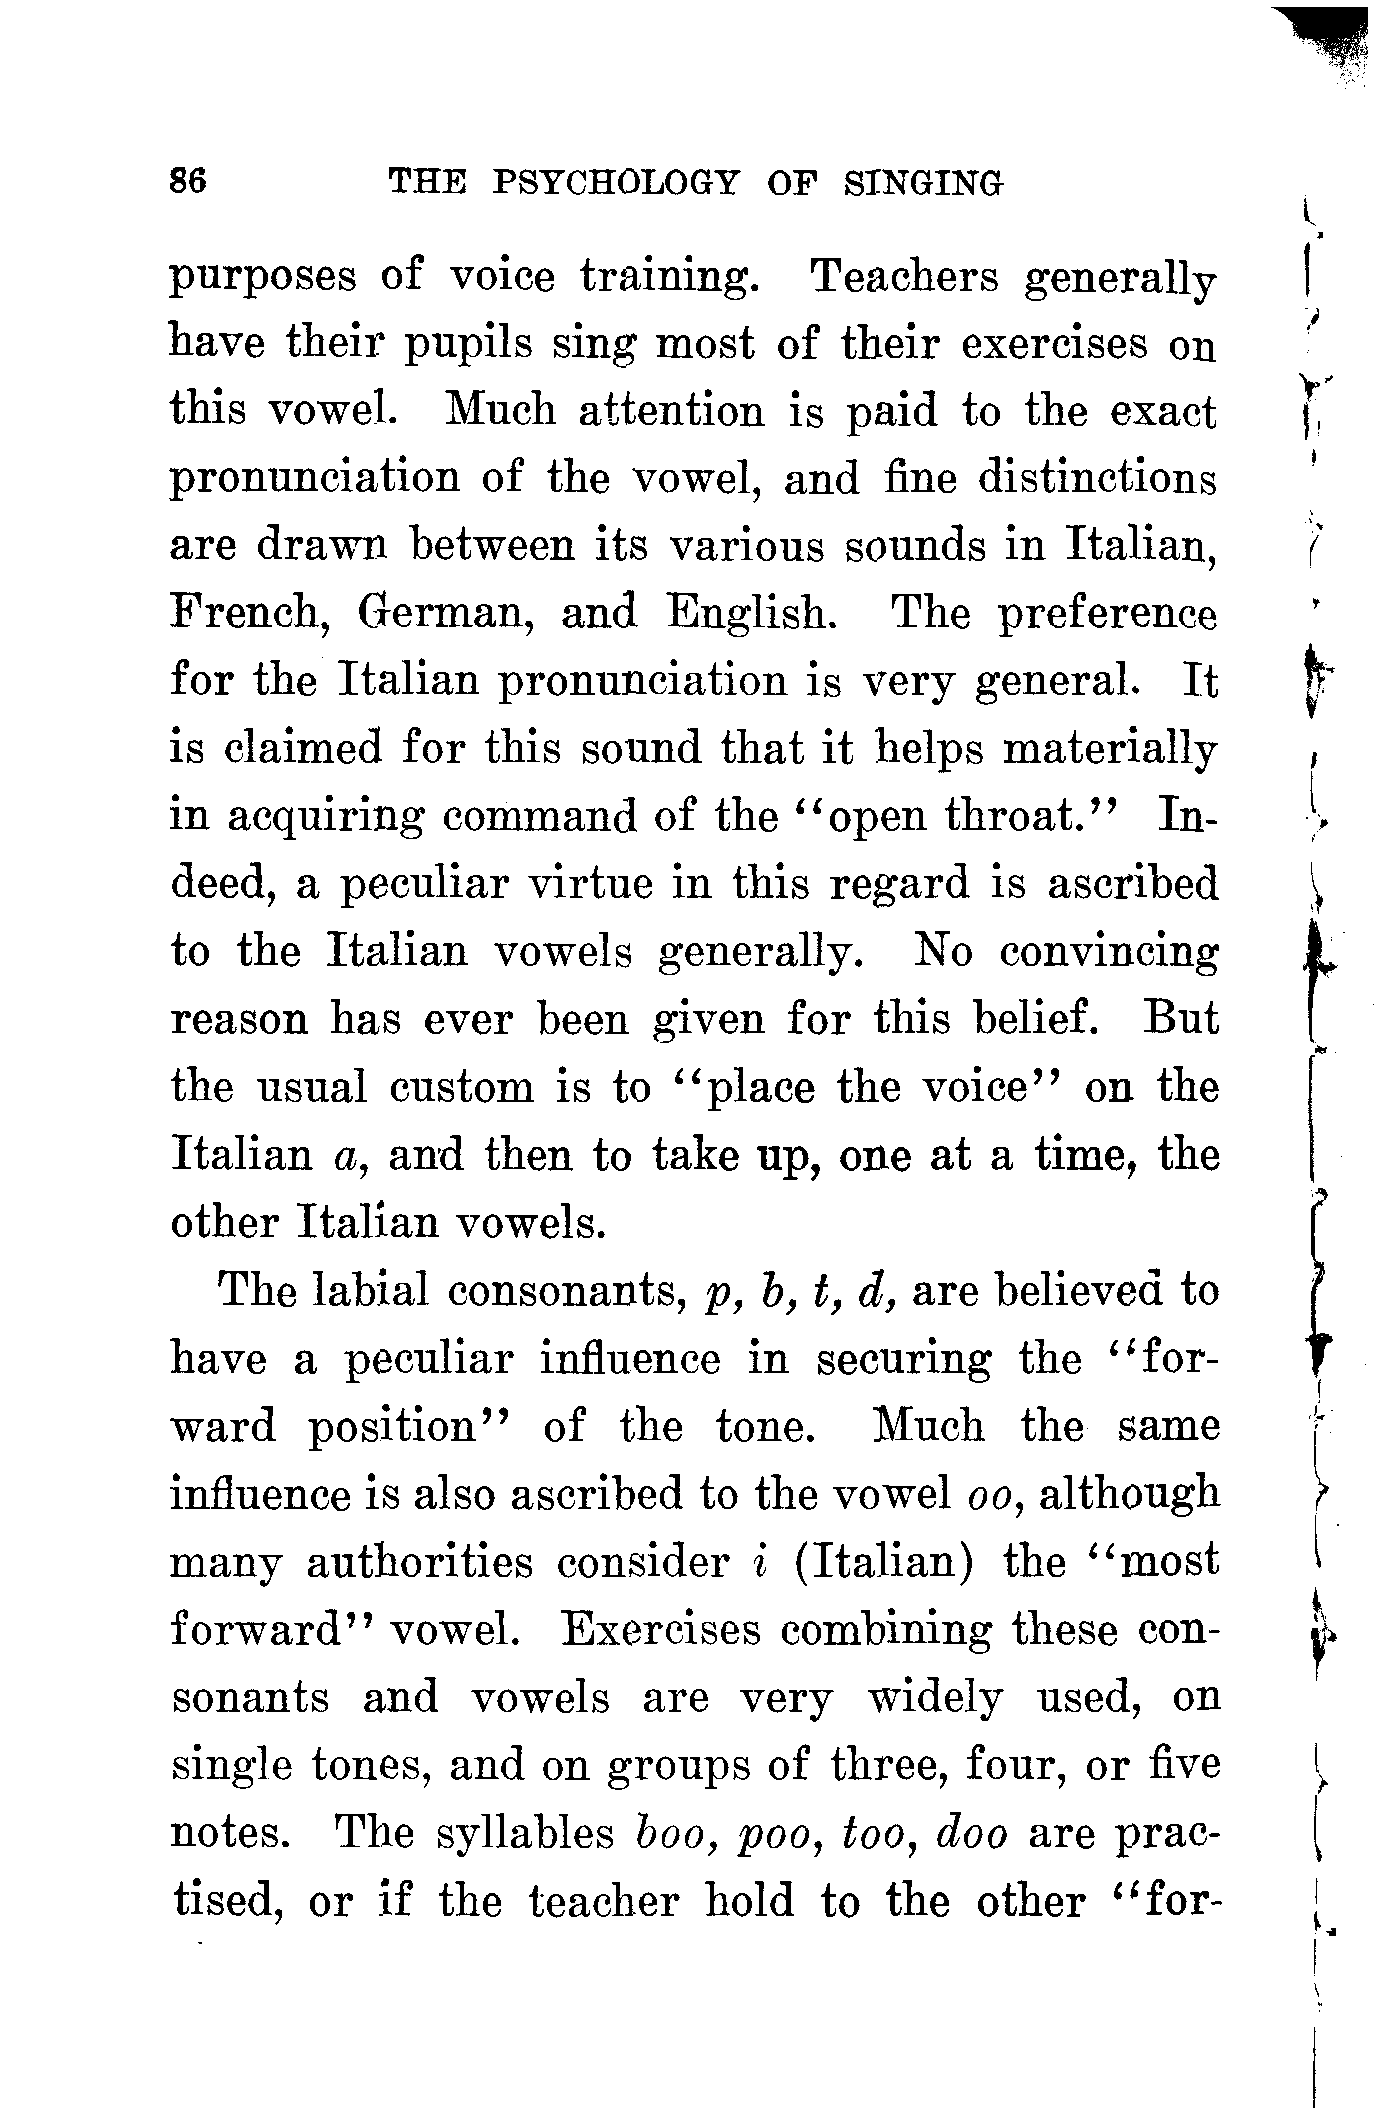 86 THE PSYCHOLOGY OF SINGING
purposes of voice training. Teachers generally
have their pupils sing most of their exercises on
this vowel. Much attention is paid to the exact
pronunciation of the vowel, and fine distinctions
are drawn between its various sounds in Italian,
French, German, and English. The preference
for the Italian pronunciation is very general. It
is claimed for this sound that it helps materially
in acquiring command of the “open throat.” In-
deed, a peculiar virtue in this regard is ascribed
to the Italian vowels generally. No convincing
reason has ever been given for this belief. But
the usual custom is to “place the voice” on the
Italian a, and then to take up, one at a time, the
other Italian vowels.
The labial consonants, p, b, t, d, are believed to
have a peculiar influence in securing the “for-
ward position” of the tone. Much the same
influence is also ascribed to the vowel oo, although
many authorities consider i (Italian) the “most
forward” vowel. Exercises combining these con-
sonants and vowels are very widely used, on
single tones, and on groups of three, four, or five
notes. The syllables boo, poo, too, doo are prac-
tised, or if the teacher hold to the other “for-